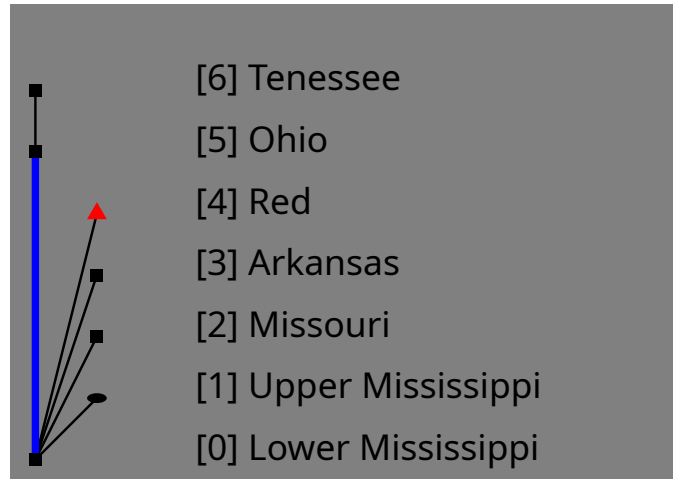 [6] Tenessee
[5] Ohio
[4] Red
[3] Arkansas
[2] Missouri
[1] Upper Mississippi
[0] Lower Mississippi